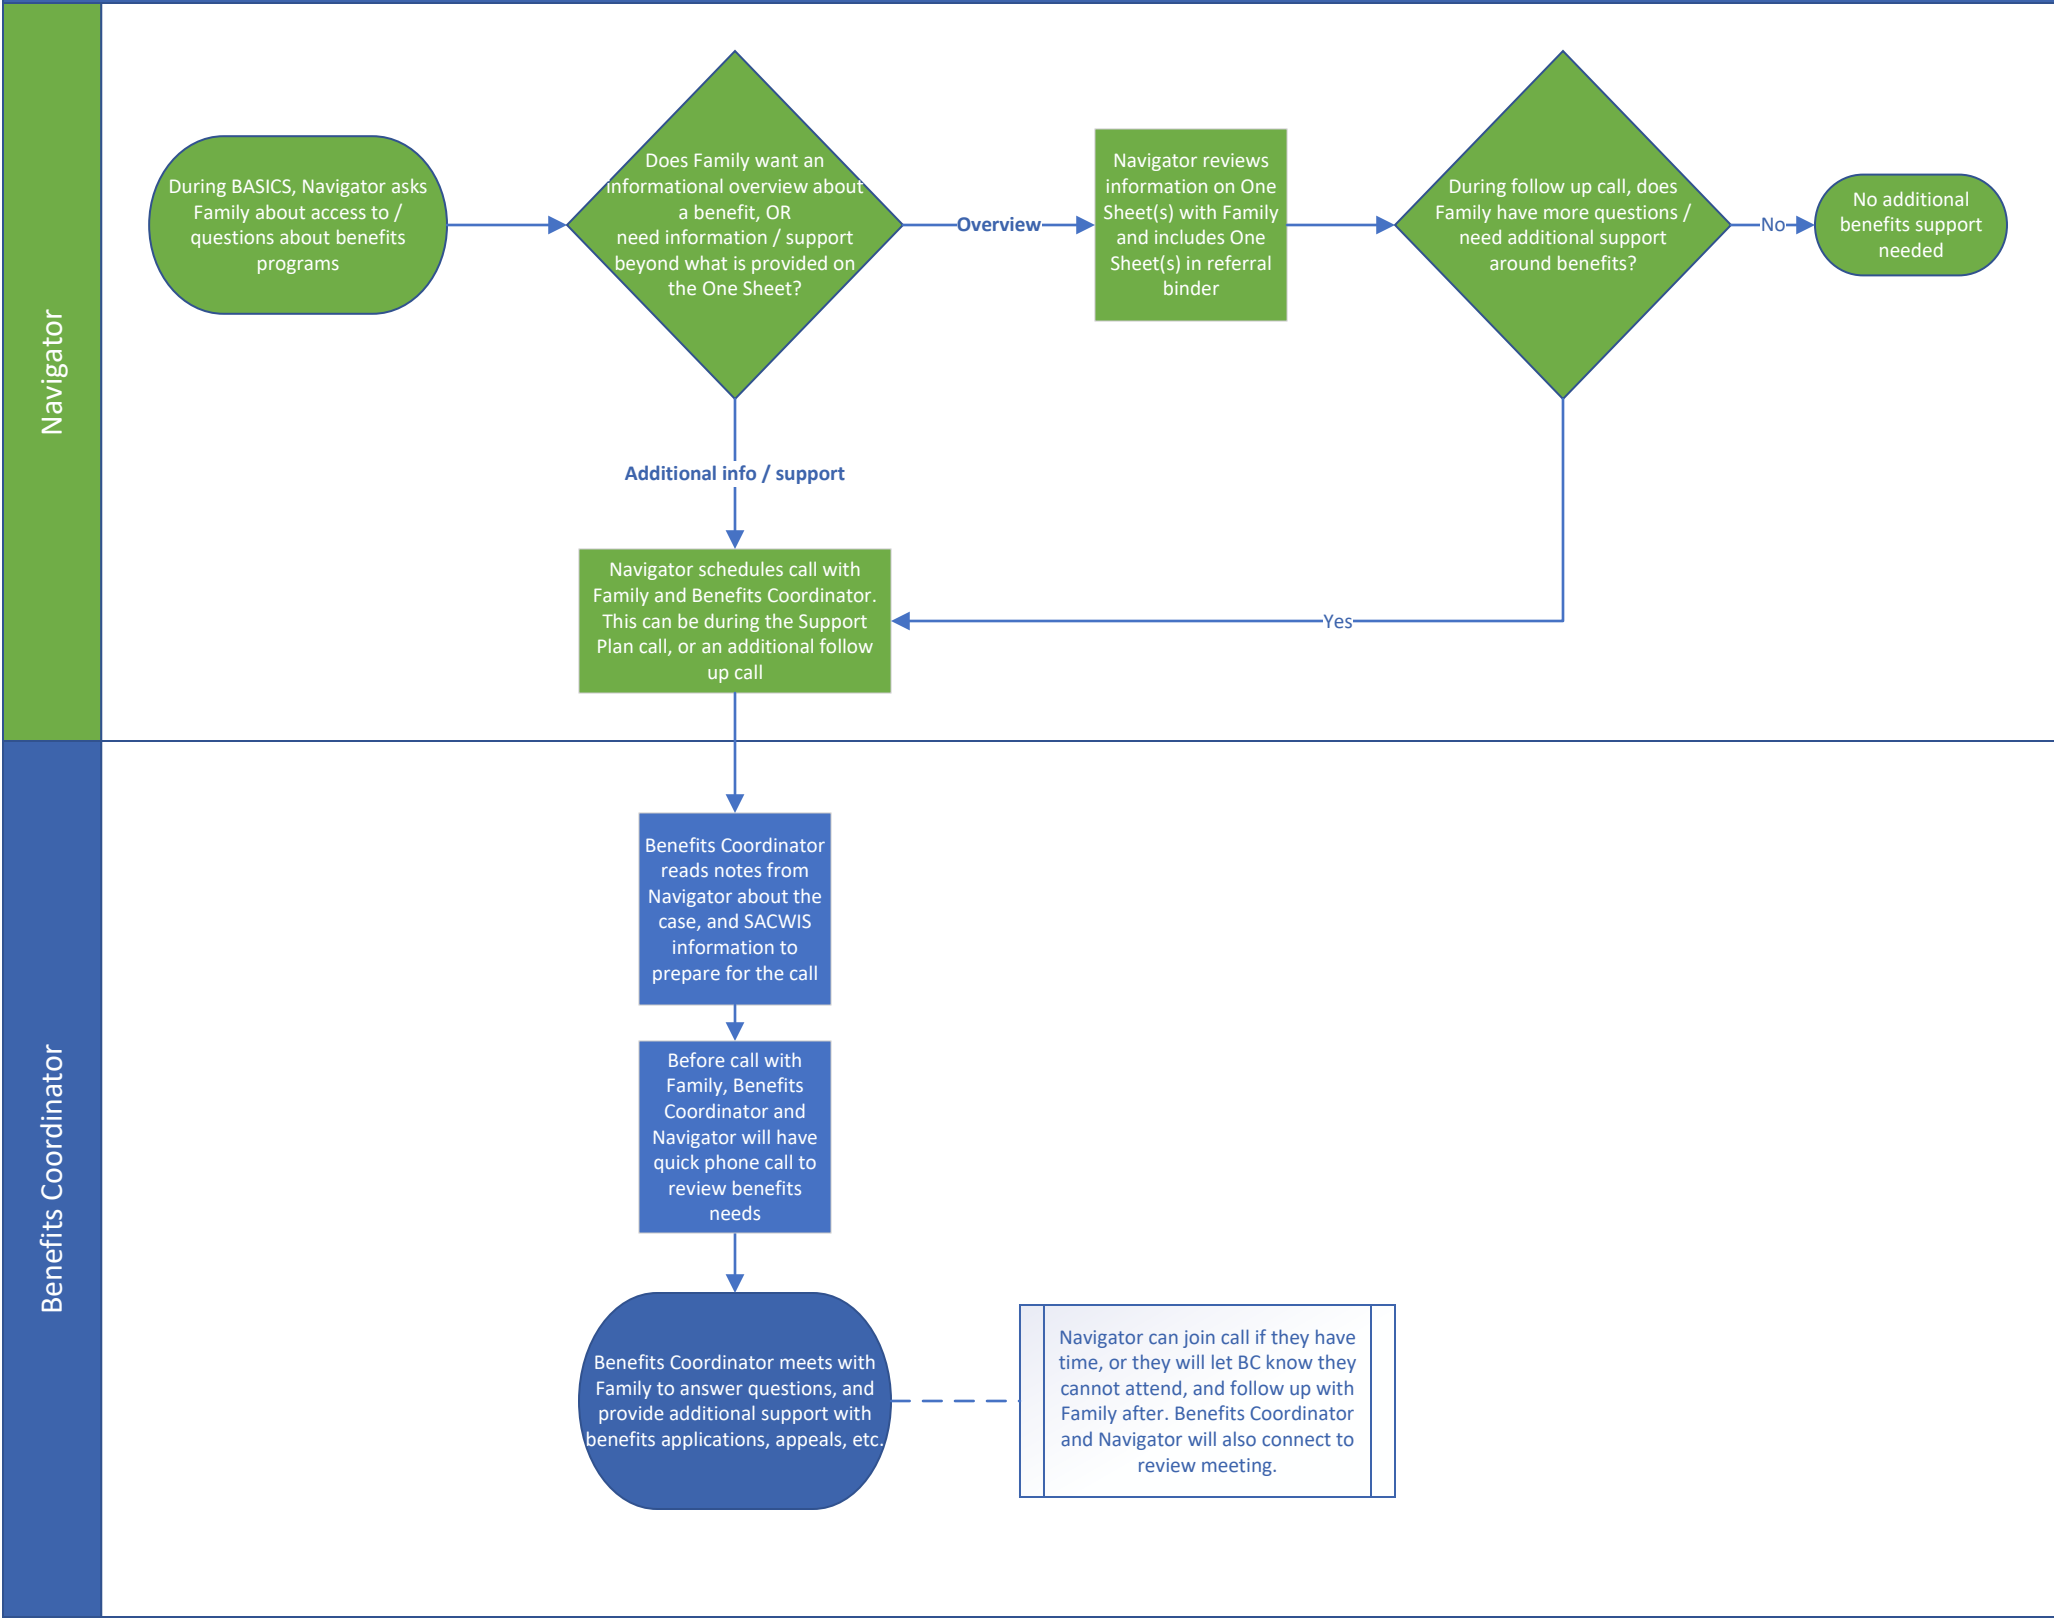 Navigator
During BASICS, Navigator asks
Family about access to /
questions about benefits
programs
Does Family want an
informational overview about
a benefit, OR
need information / support
beyond what is provided on
the One Sheet?
Overview
Navigator reviews
information on One
Sheet(s) with Family
and includes One
Sheet(s) in referral
binder
During follow up call, does
Family have more questions /
need additional support
around benefits?
No
No additional
benefits support
needed
Additional info / support
Navigator schedules call with
Family and Benefits Coordinator.
This can be during the Support
Plan call, or an additional follow
up call
Yes
Benefits Coordinator
Benefits Coordinator
reads notes from
Navigator about the
case, and SACWIS
information to
prepare for the call
Before call with
Family, Benefits
Coordinator and
Navigator will have
quick phone call to
review benefits
needs
Benefits Coordinator meets with
Family to answer questions, and
provide additional support with
benefits applications, appeals, etc.
Navigator can join call if they have
time, or they will let BC know they
cannot attend, and follow up with
Family after. Benefits Coordinator
and Navigator will also connect to
review meeting.